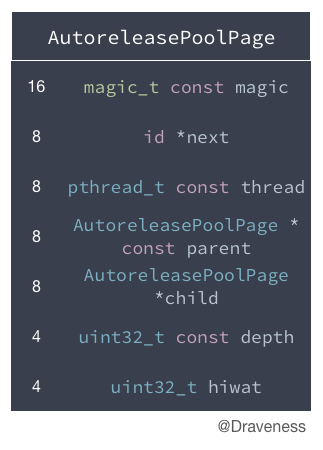 AutoreleasePoolPage
16 magic_t const magic
8 id *next
8 pthread_t const thread
8 AutoreleasePoolPage *
const parent
8 AutoreleasePoolPage
*child
4 uint32_t const depth
4 uint32_t hiwat
@Draveness